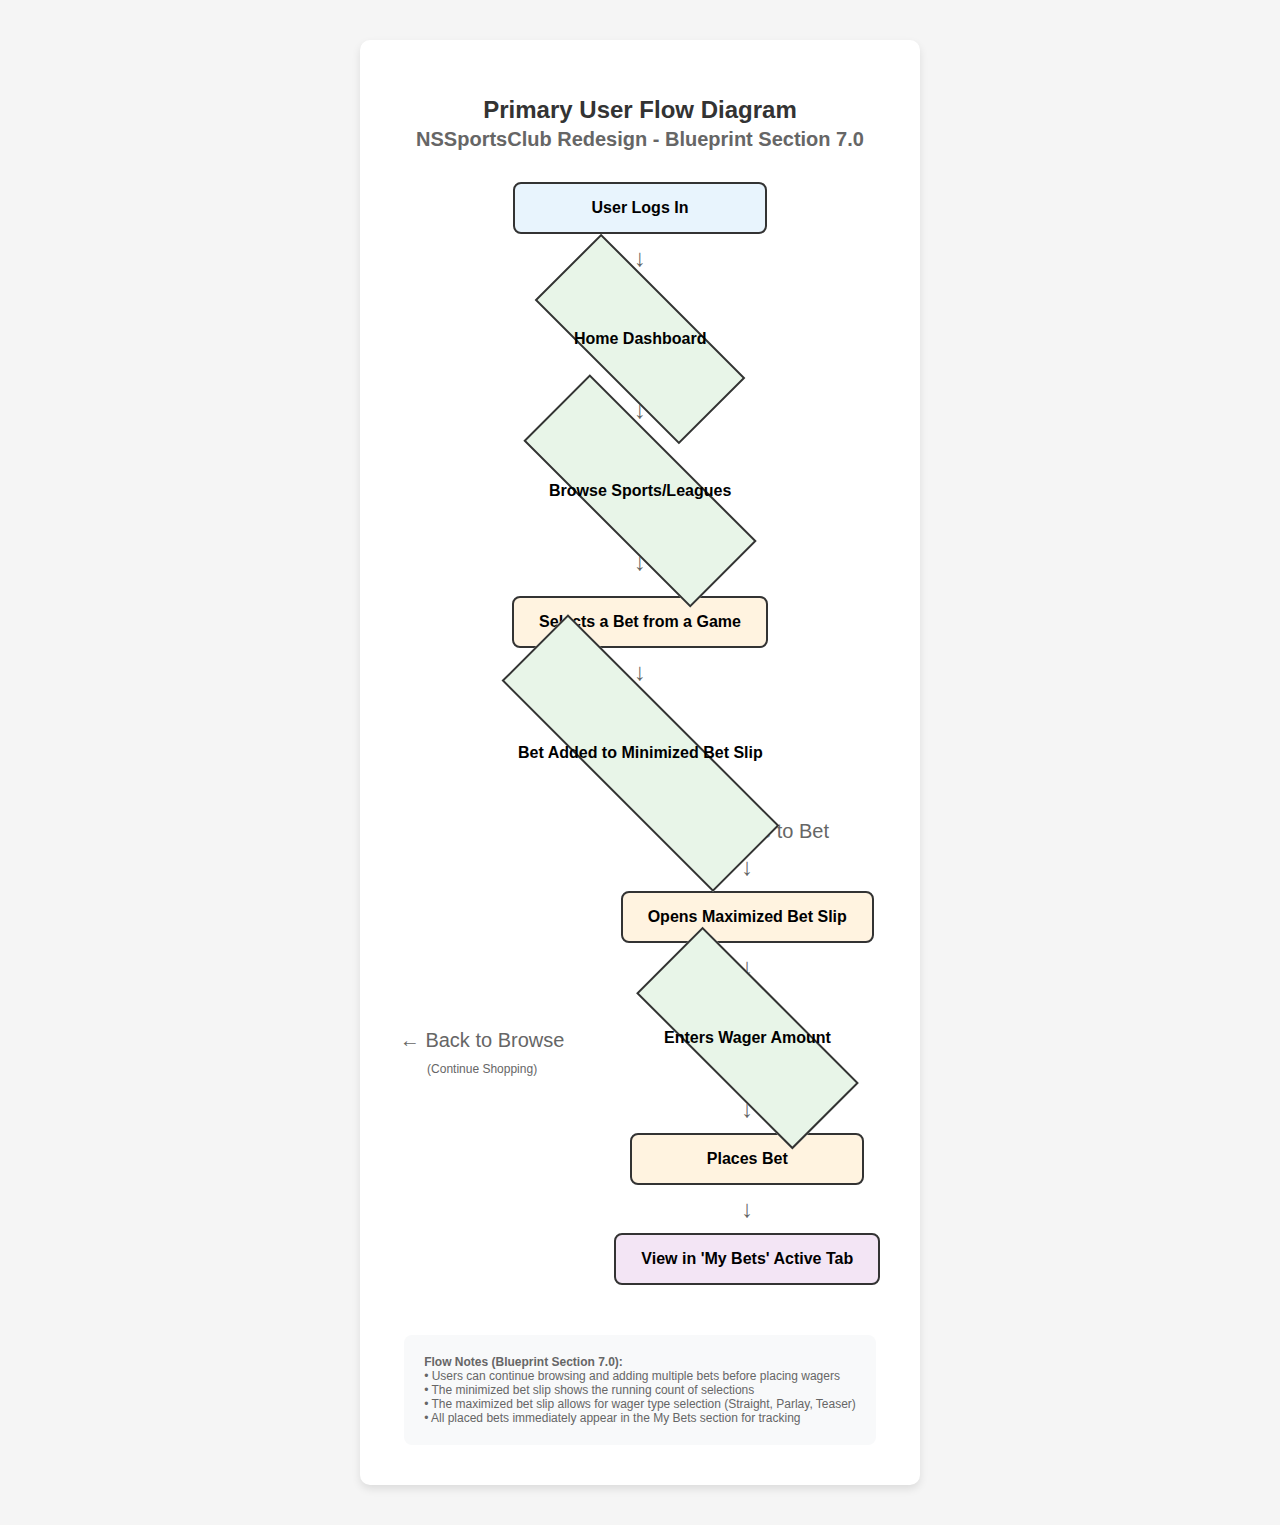 Primary User Flow Diagram
NSSportsClub Redesign - Blueprint Section 7.0
User Logs In
↓
Home Dashboard
↓
Browse Sports/Leagues
↓
Selects a Bet from a Game
↓
Bet Added to Minimized Bet Slip
to Bet
↓
Opens Maximized Bet Slip
↓
← Back to Browse
(Continue Shopping)
Enters Wager Amount
↓
Places Bet
↓
View in 'My Bets' Active Tab
Flow Notes (Blueprint Section 7.0):
• Users can continue browsing and adding multiple bets before placing wagers
• The minimized bet slip shows the running count of selections
• The maximized bet slip allows for wager type selection (Straight, Parlay, Teaser)
• All placed bets immediately appear in the My Bets section for tracking